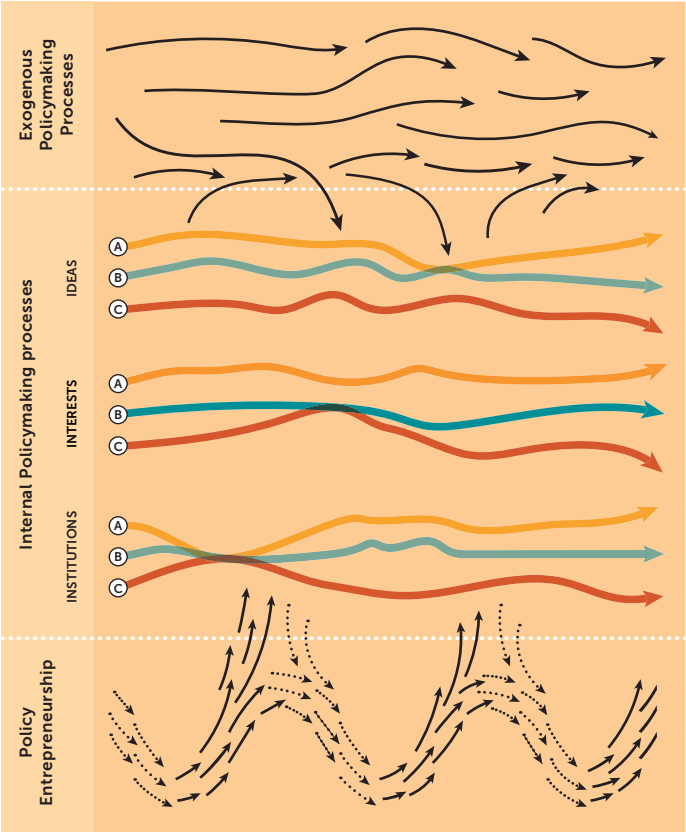 Exogenous
Policymaking
Processes
Internal Policymaking processes
IDEAS
A
B
C
INTERESTS
A
B
C
INSTITUTIONS
A
B
C
Policy
Entrepreneurship